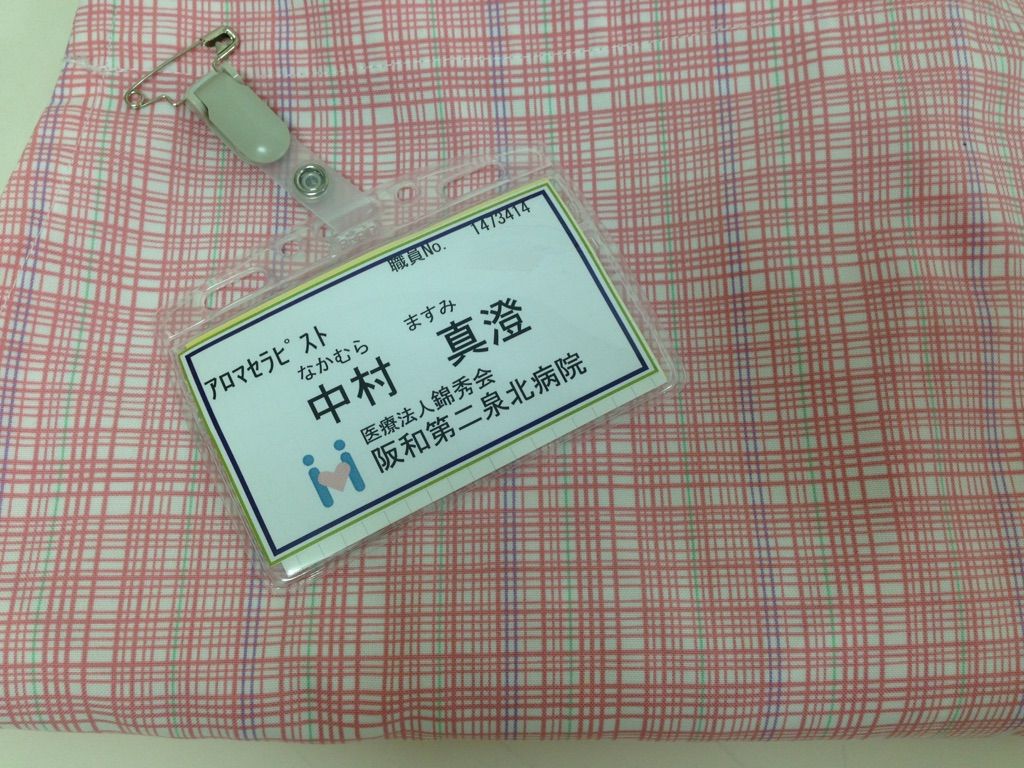 職員No. 1473414
アロマセラピスト
なかむら ますみ
中村 真澄
医療法人錦秀会
阪和第二泉北病院